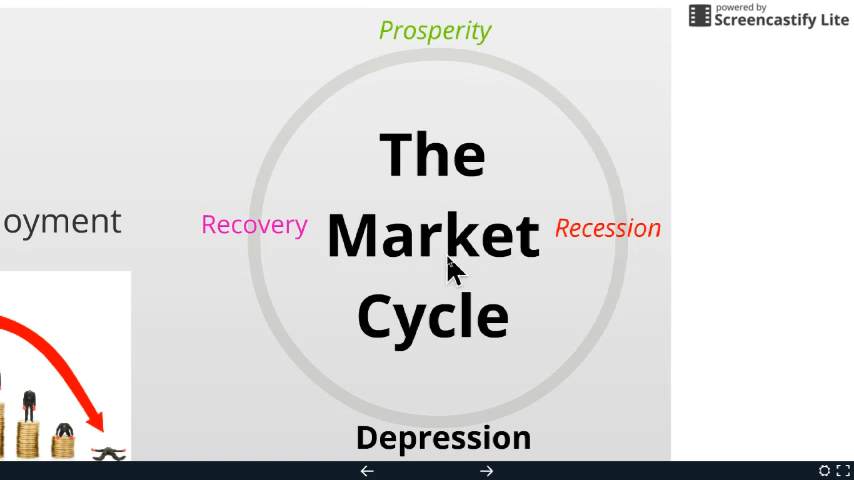 powered by
Screencastify Lite
Prosperity
The
Market
Cycle
Recovery
Recession
oyment
Depression